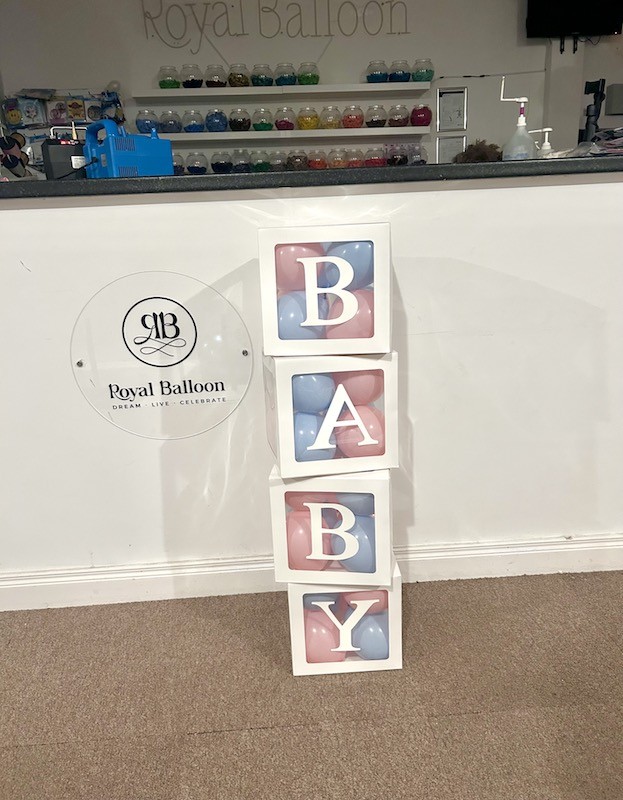 Royal Balloon
RB
Royal Balloon
DREAM · LIVE · CELEBRATE
B
A
B
Y